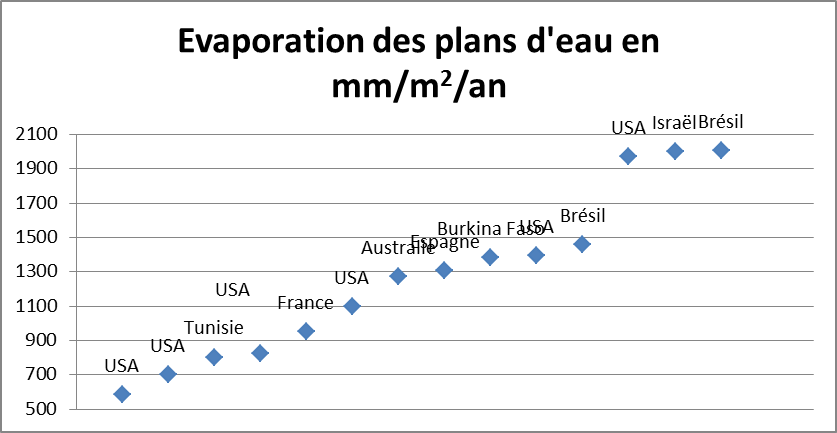 Evaporation des plans d'eau en
mm/m²/an
USA Israël Brésil
2100
1900
1700
Brésil
Burkina Faso USA
1500
Australie Espagne
1300
USA USA
1100
France
Tunisie
900
USA USA
700
500